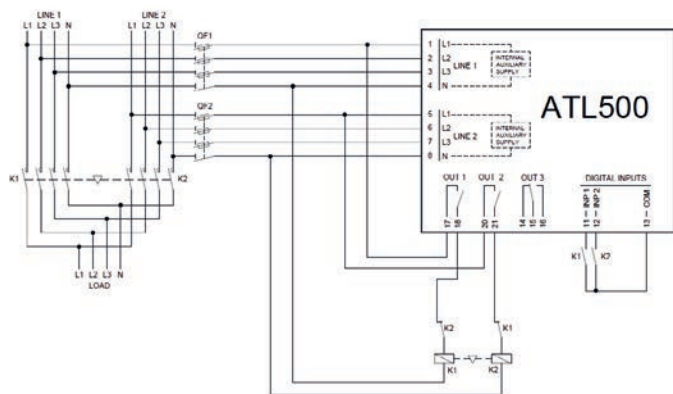 LINE 1 LINE 2
L1 L2 L3 N L1 L2 L3 N
QF1
1 L1
2 L2
3 L3
4 N
LINE 1
INTERNAL
AUXILIARY
SUPPLY
ATL500
QF2
5 L1
6 L2
7 L3
8 N
LINE 2
INTERNAL
AUXILIARY
SUPPLY
K1 K2
OUT 1 OUT 2 OUT 3
DIGITAL INPUTS
17 18 20 21 14 15 16
11 INP 1
12 INP 2
13 COM
K1 K2
L1 L2 L3 N
LOAD
K2 K1
K1 K2